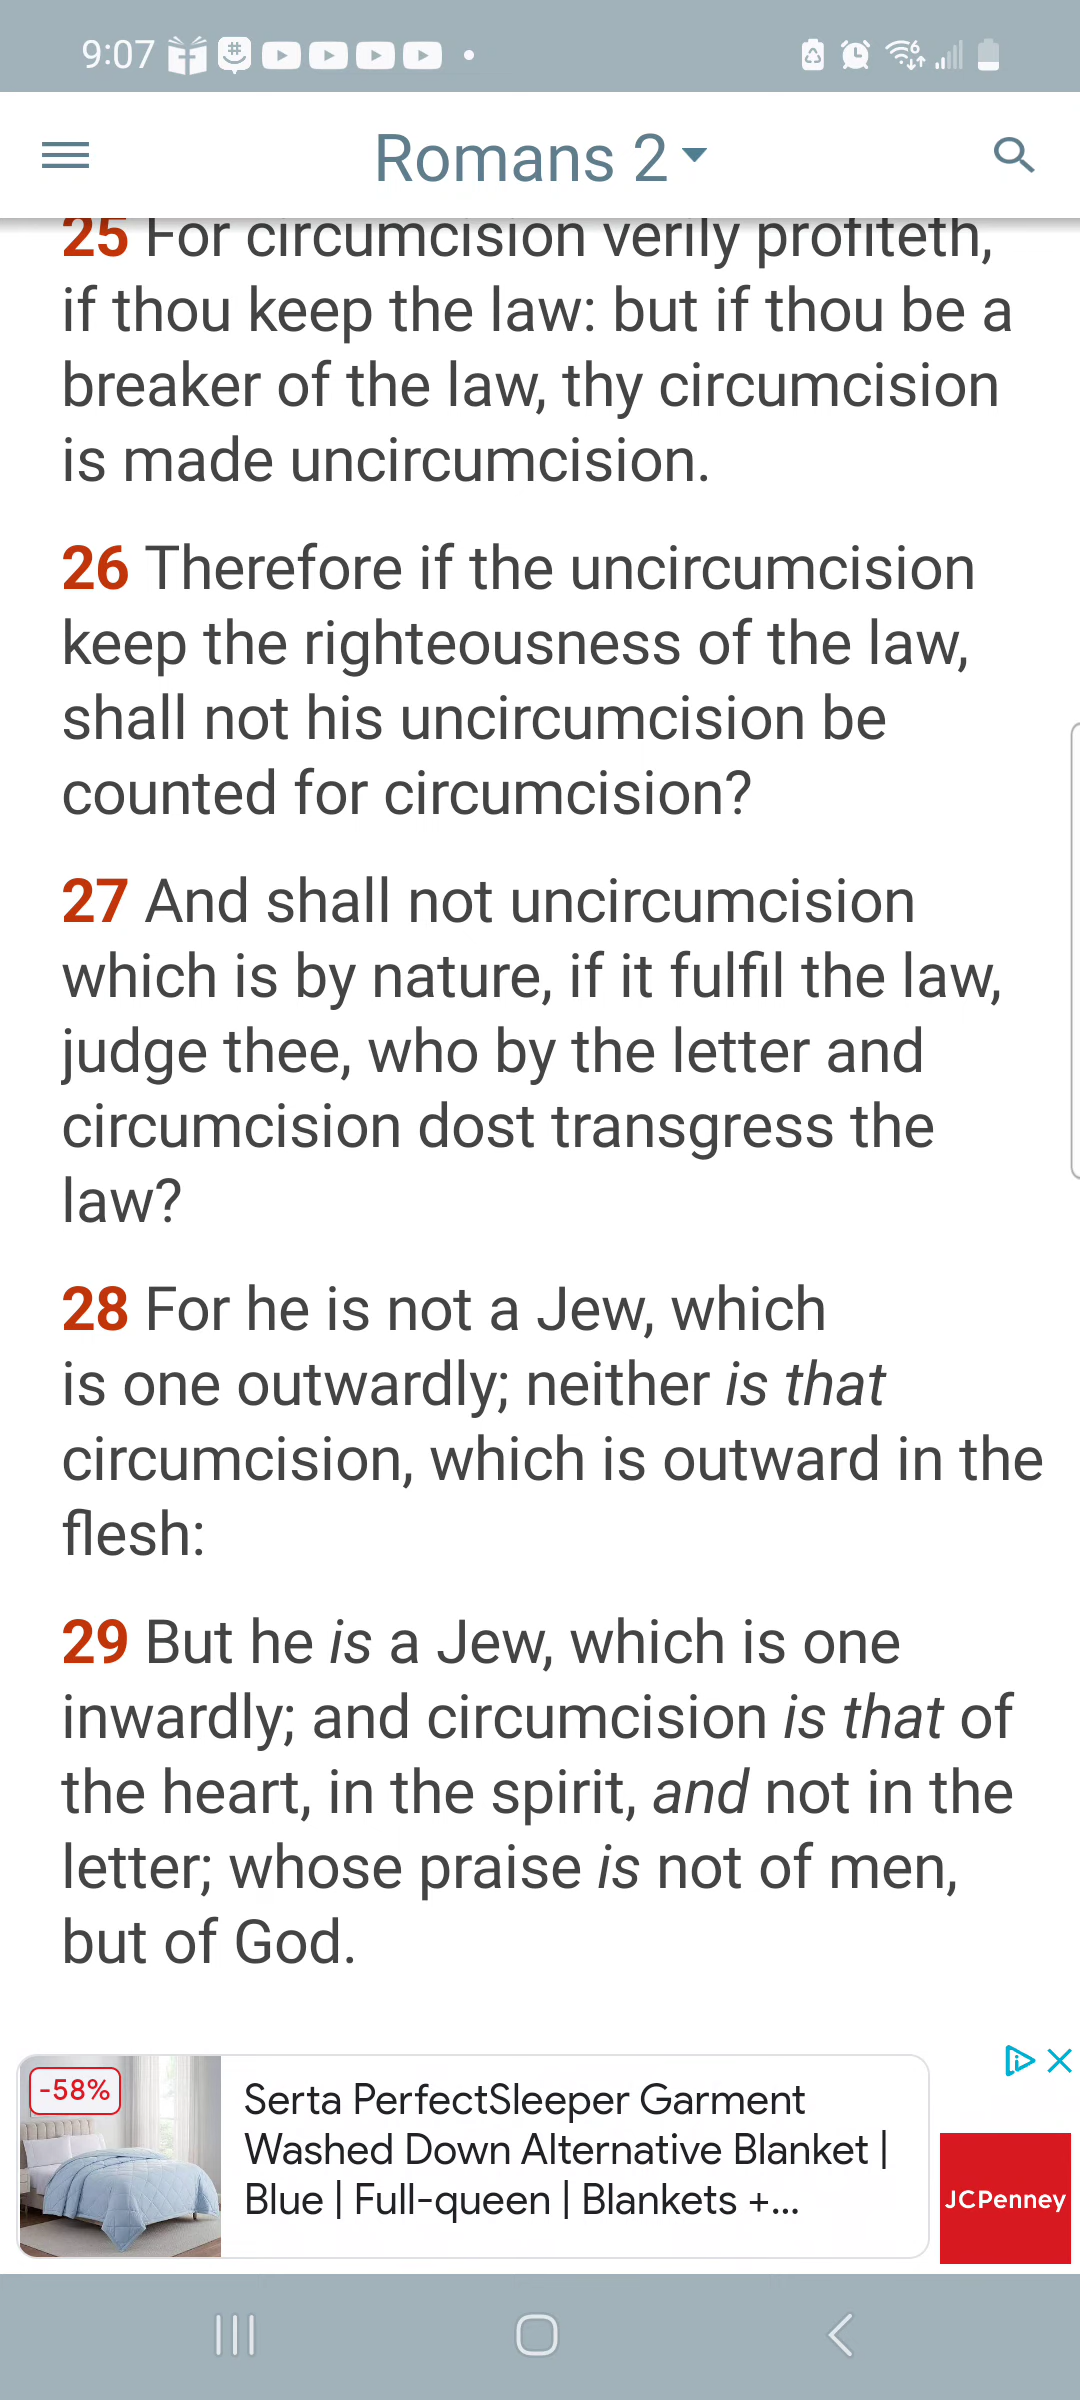 9:07
Romans 2
25 For circumcision verily profiteth,
if thou keep the law: but if thou be a
breaker of the law, thy circumcision
is made uncircumcision.
26 Therefore if the uncircumcision
keep the righteousness of the law,
shall not his uncircumcision be
counted for circumcision?
27 And shall not uncircumcision
which is by nature, if it fulfil the law,
judge thee, who by the letter and
circumcision dost transgress the
law?
28 For he is not a Jew, which
is one outwardly; neither is that
circumcision, which is outward in the
flesh:
29 But he is a Jew, which is one
inwardly; and circumcision is that of
the heart, in the spirit, and not in the
letter; whose praise is not of men,
but of God.
-58%
Serta PerfectSleeper Garment
Washed Down Alternative Blanket |
Blue | Full-queen | Blankets +...
JCPenney